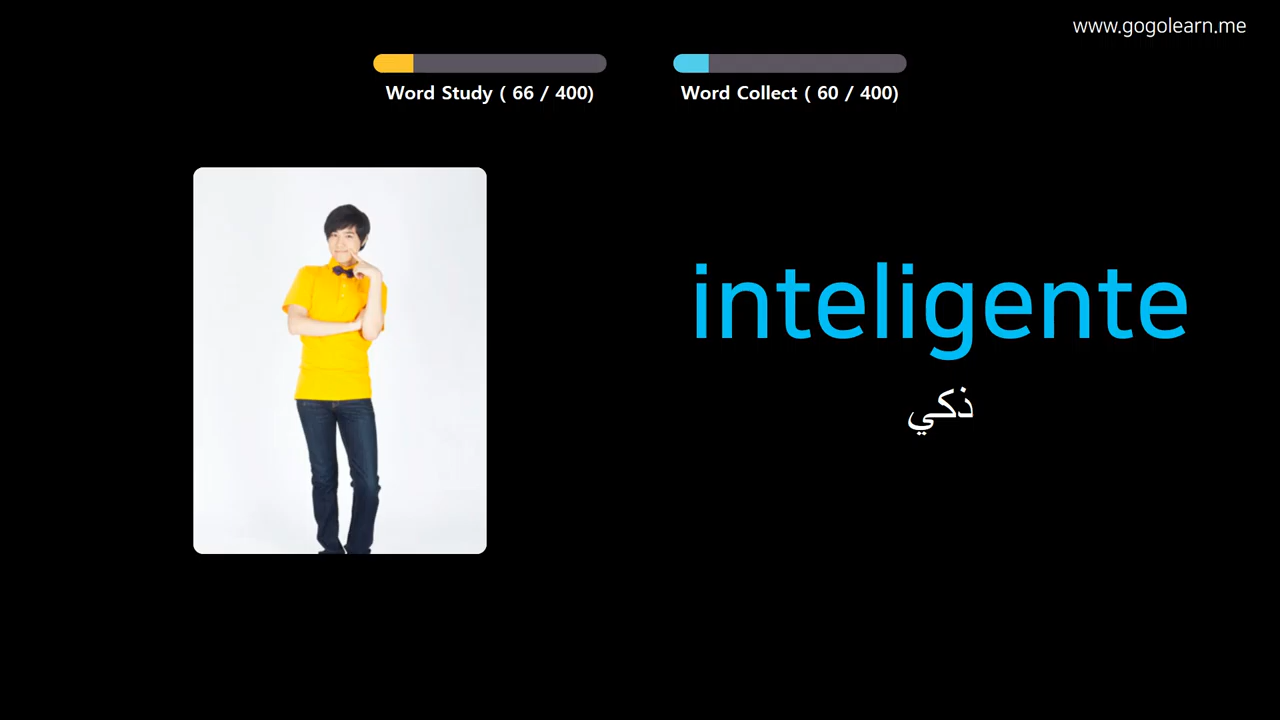 www.gogolearn.me
Word Study ( 66 / 400)
Word Collect ( 60 / 400)
inteligente
ذكي